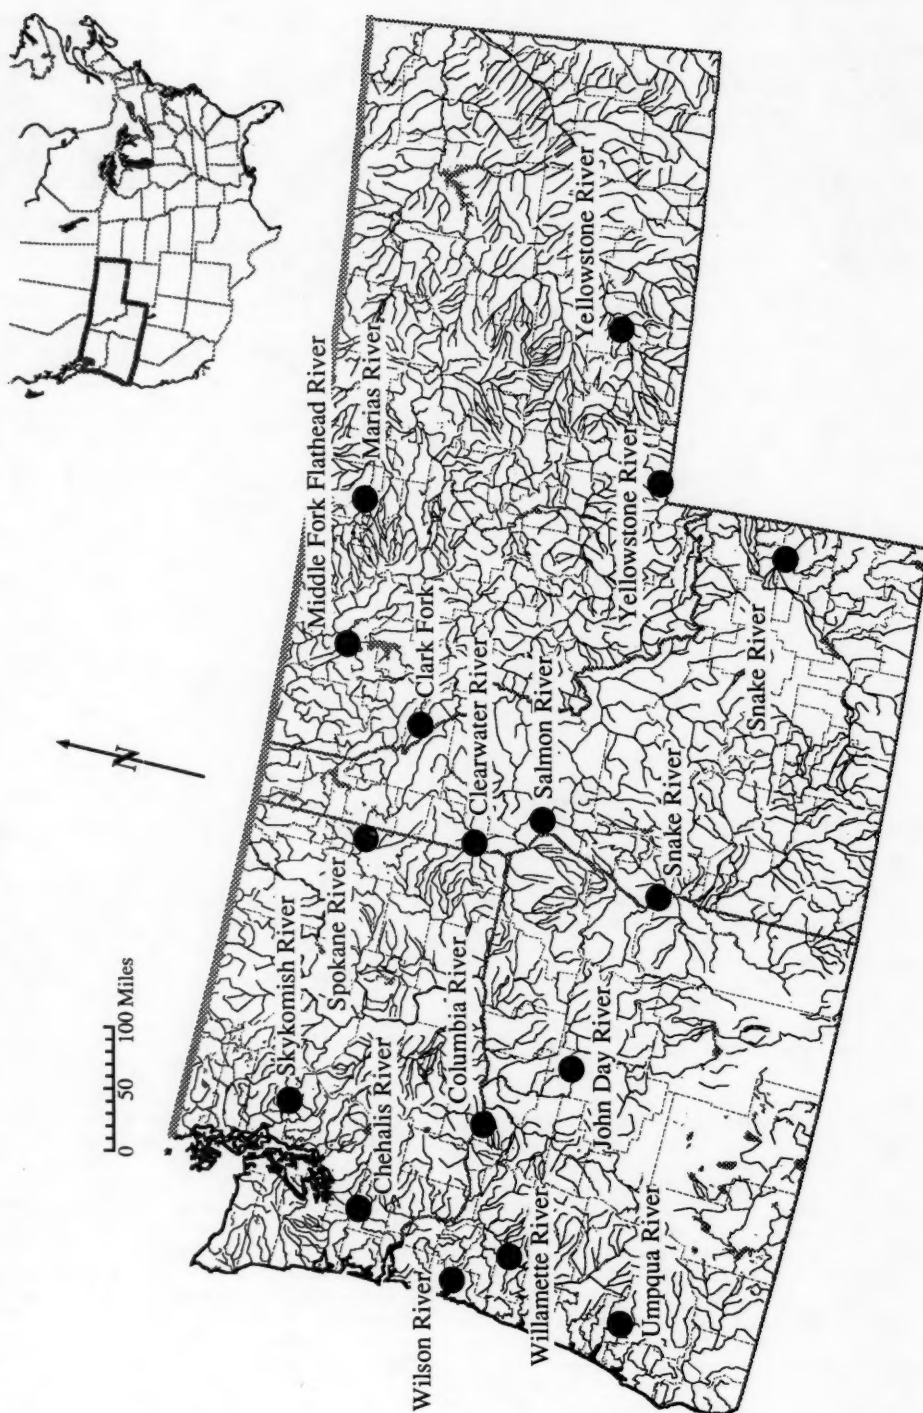 N
0 50 100 Miles
Skykomish River
Chehalis River
Spokane River
Columbia Rsiver
Wilson River
Willamette River
John Day River
Umpqua River
Middle Fork Flathead River
Marias River
Clark Fork
Clearwater River
Salmon River
Snake River
Snake River
Yellowstone River
Yellowstone River